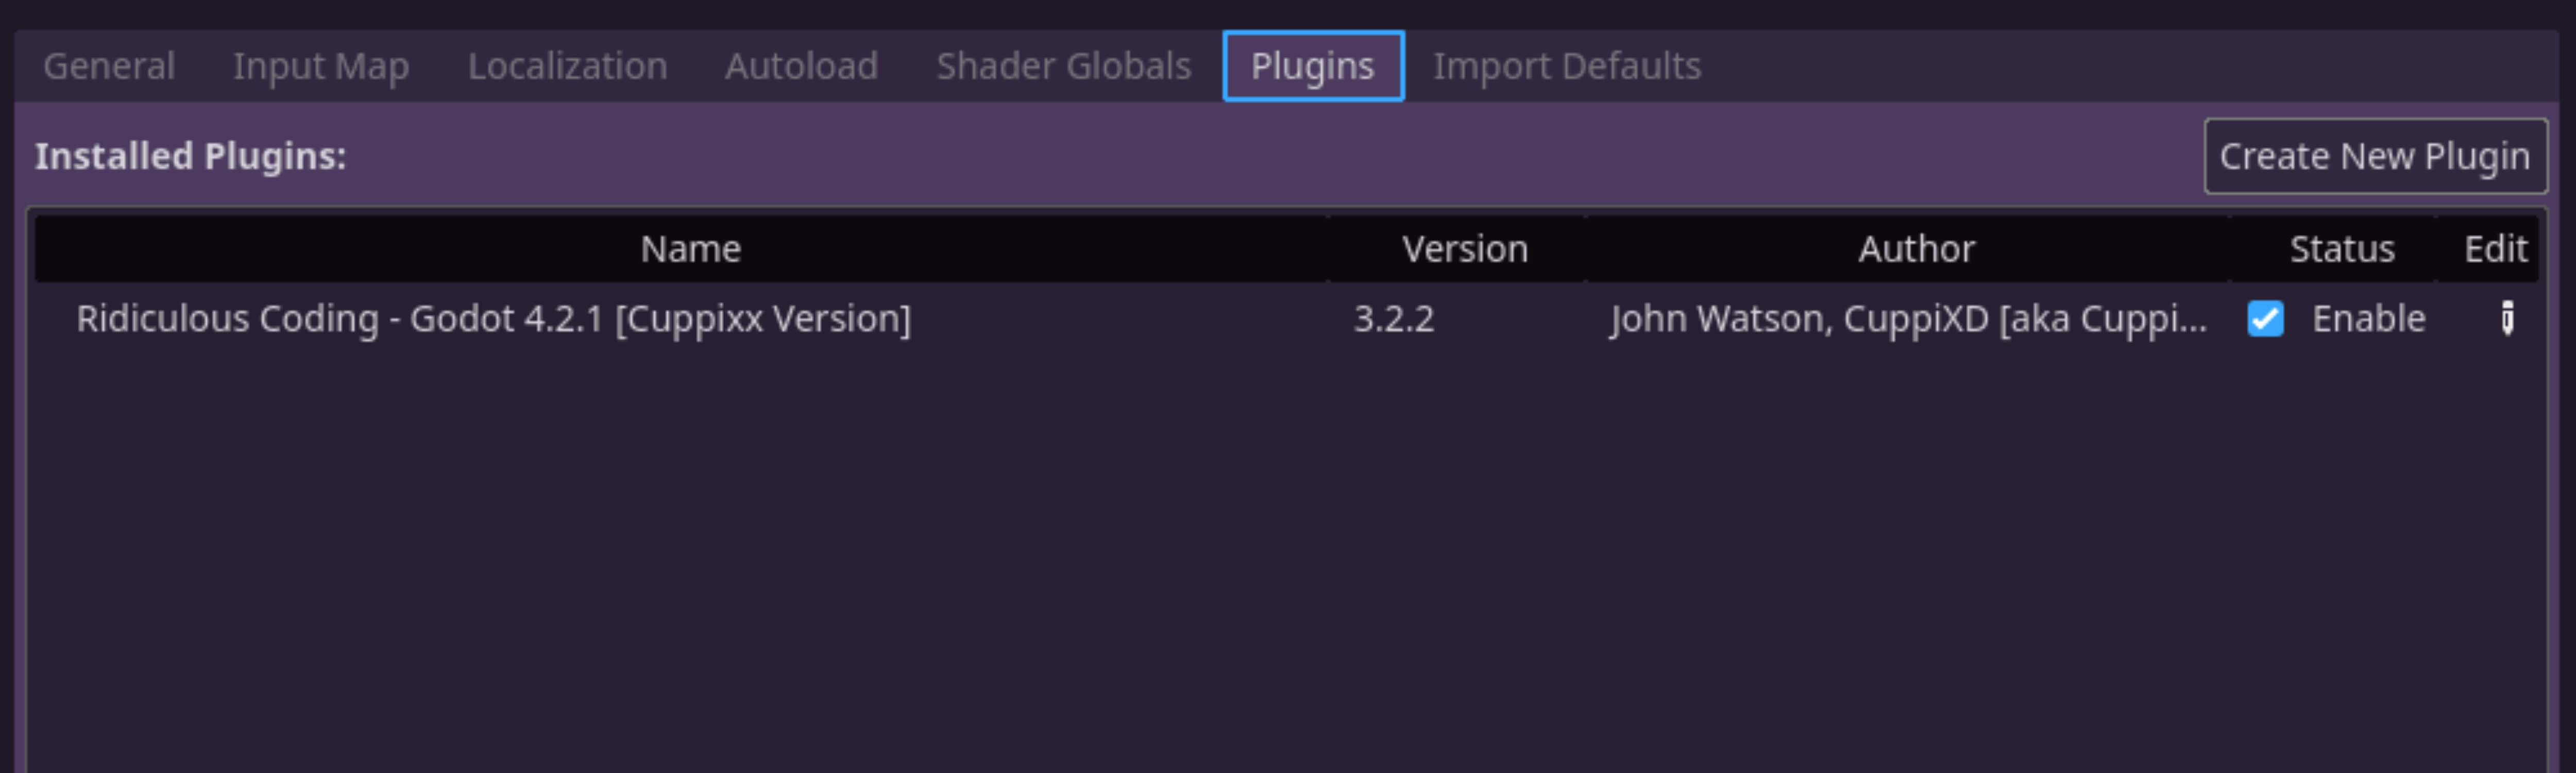 General Input Map Localization Autoload Shader Globals Plugins Import Defaults
Installed Plugins: Create New Plugin
Name Version Author Status Edit
Ridiculous Coding - Godot 4.2.1 [Cuppixx Version] 3.2.2 John Watson, CuppiXD [aka Cuppi... Enable